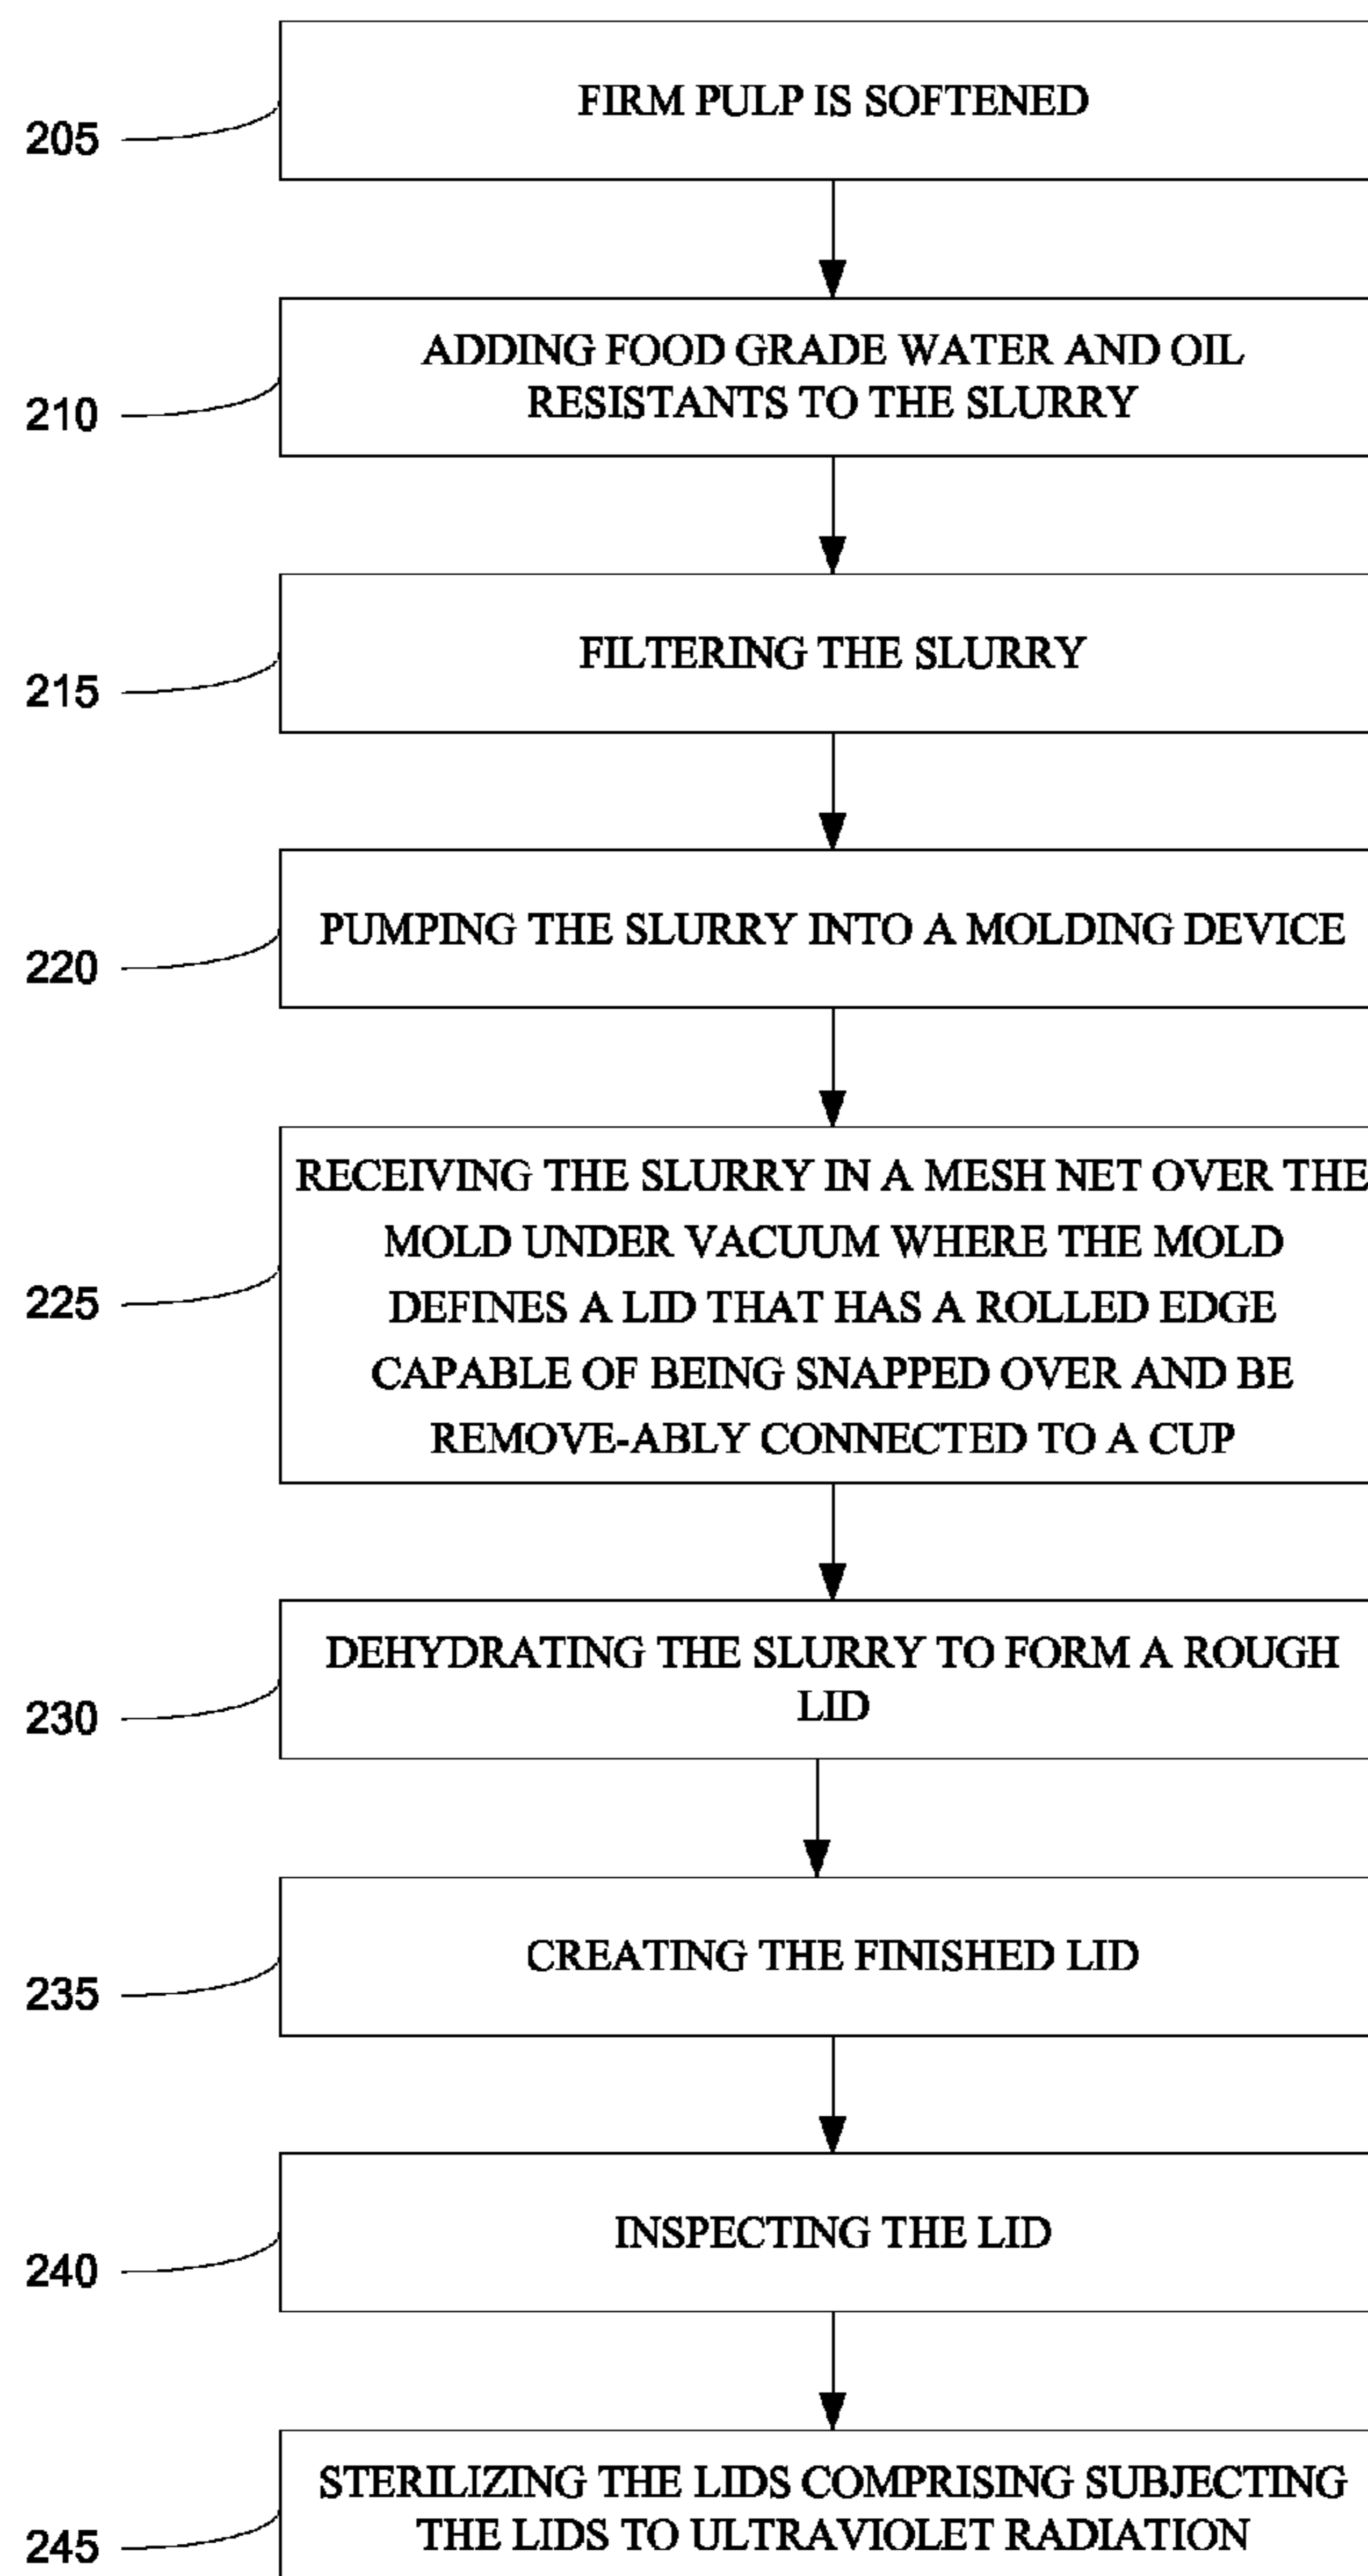 FIRM PULP IS SOFTENED
205
ADDING FOOD GRADE WATER AND OIL
RESISTANTS TO THE SLURRY
210
FILTERING THE SLURRY
215
PUMPING THE SLURRY INTO A MOLDING DEVICE
220
RECEIVING THE SLURRY IN A MESH NET OVER THE
MOLD UNDER VACUUM WHERE THE MOLD
DEFINES A LID THAT HAS A ROLLED EDGE
CAPABLE OF BEING SNAPPED OVER AND BE
REMOVE-ABLY CONNECTED TO A CUP
225
DEHYDRATING THE SLURRY TO FORM A ROUGH
LID
230
CREATING THE FINISHED LID
235
INSPECTING THE LID
240
STERILIZING THE LIDS COMPRISING SUBJECTING
THE LIDS TO ULTRAVIOLET RADIATION
245